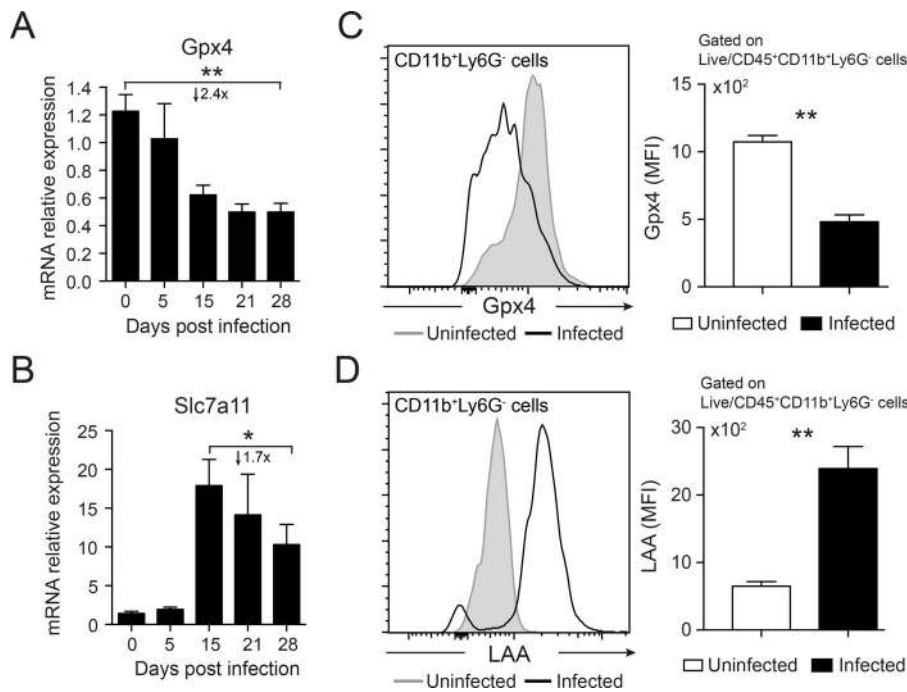 A
Gpx4
**
↓2.4x
mRNA relative expression
1.4
1.2
1.0
0.8
0.6
0.4
0.2
0.0
0 5 15 21 28
Days post infection
B
Slc7a11
*
↓1.7x
mRNA relative expression
25
20
15
10
5
0
0 5 15 21 28
Days post infection
C
CD11b⁺Ly6G⁻ cells
Gpx4
Uninfected Infected
Gated on
Live/CD45⁺CD11b⁺Ly6G⁻ cells
x10²
**
Gpx4 (MFI)
15
10
5
0
Uninfected Infected
D
CD11b⁺Ly6G⁻ cells
LAA
Uninfected Infected
Gated on
Live/CD45⁺CD11b⁺Ly6G⁻ cells
x10²
**
LAA (MFI)
30
20
10
0
Uninfected Infected